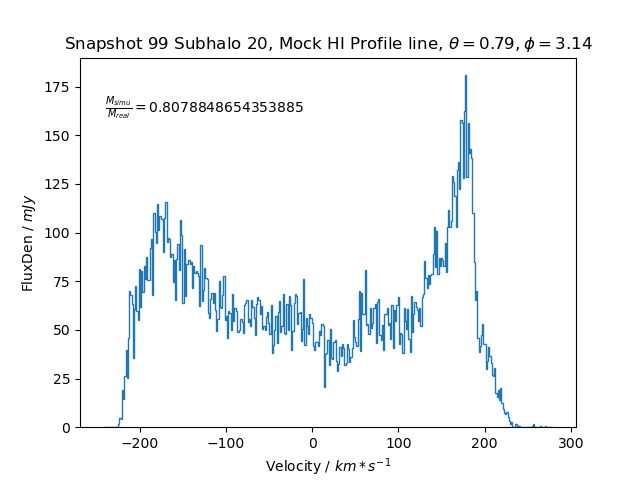 Snapshot 99 Subhalo 20, Mock HI Profile line, θ = 0.79, ϕ = 3.14
M_simu/M_real = 0.8078848654353885
FluxDen / mJy
175
150
125
100
75
50
25
0
−200 −100 0 100 200 300
Velocity / km * s⁻¹